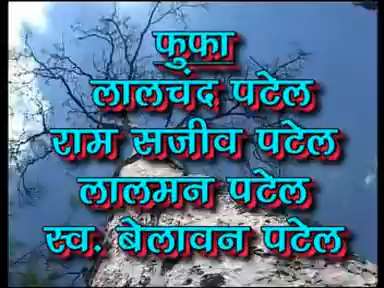 फुफा
लालचंद पटेल
राम सजीव पटेल
लालमन पटेल
स्व. बेलावन पटेल